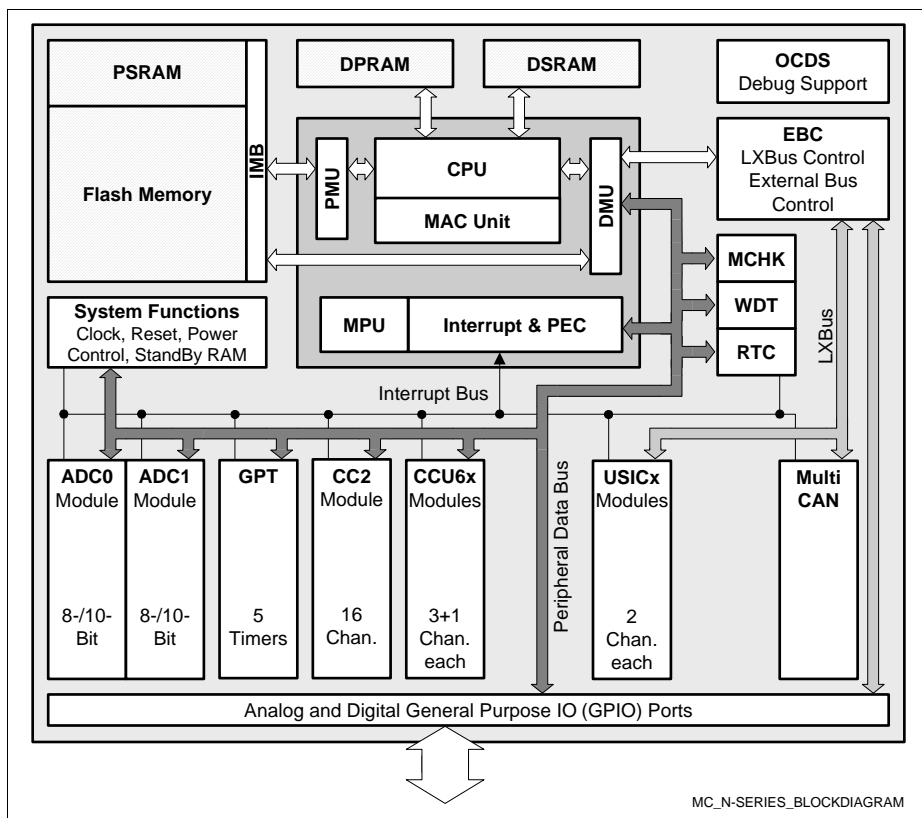 PSRAM
Flash Memory
IMB
DPRAM
DSRAM
OCDS
Debug Support
PMU
CPU
MAC Unit
DMU
EBC
LXBus Control
External Bus
Control
MPU
Interrupt & PEC
MCHK
WDT
RTC
LXBus
System Functions
Clock, Reset, Power
Control, StandBy RAM
Interrupt Bus
ADC0
Module
8-/10-
Bit
ADC1
Module
8-/10-
Bit
GPT
5
Timers
CC2
Module
16
Chan.
CCU6x
Modules
3+1
Chan.
each
Peripheral Data Bus
USICx
Modules
2
Chan.
each
Multi
CAN
Analog and Digital General Purpose IO (GPIO) Ports
MC_N-SERIES_BLOCKDIAGRAM